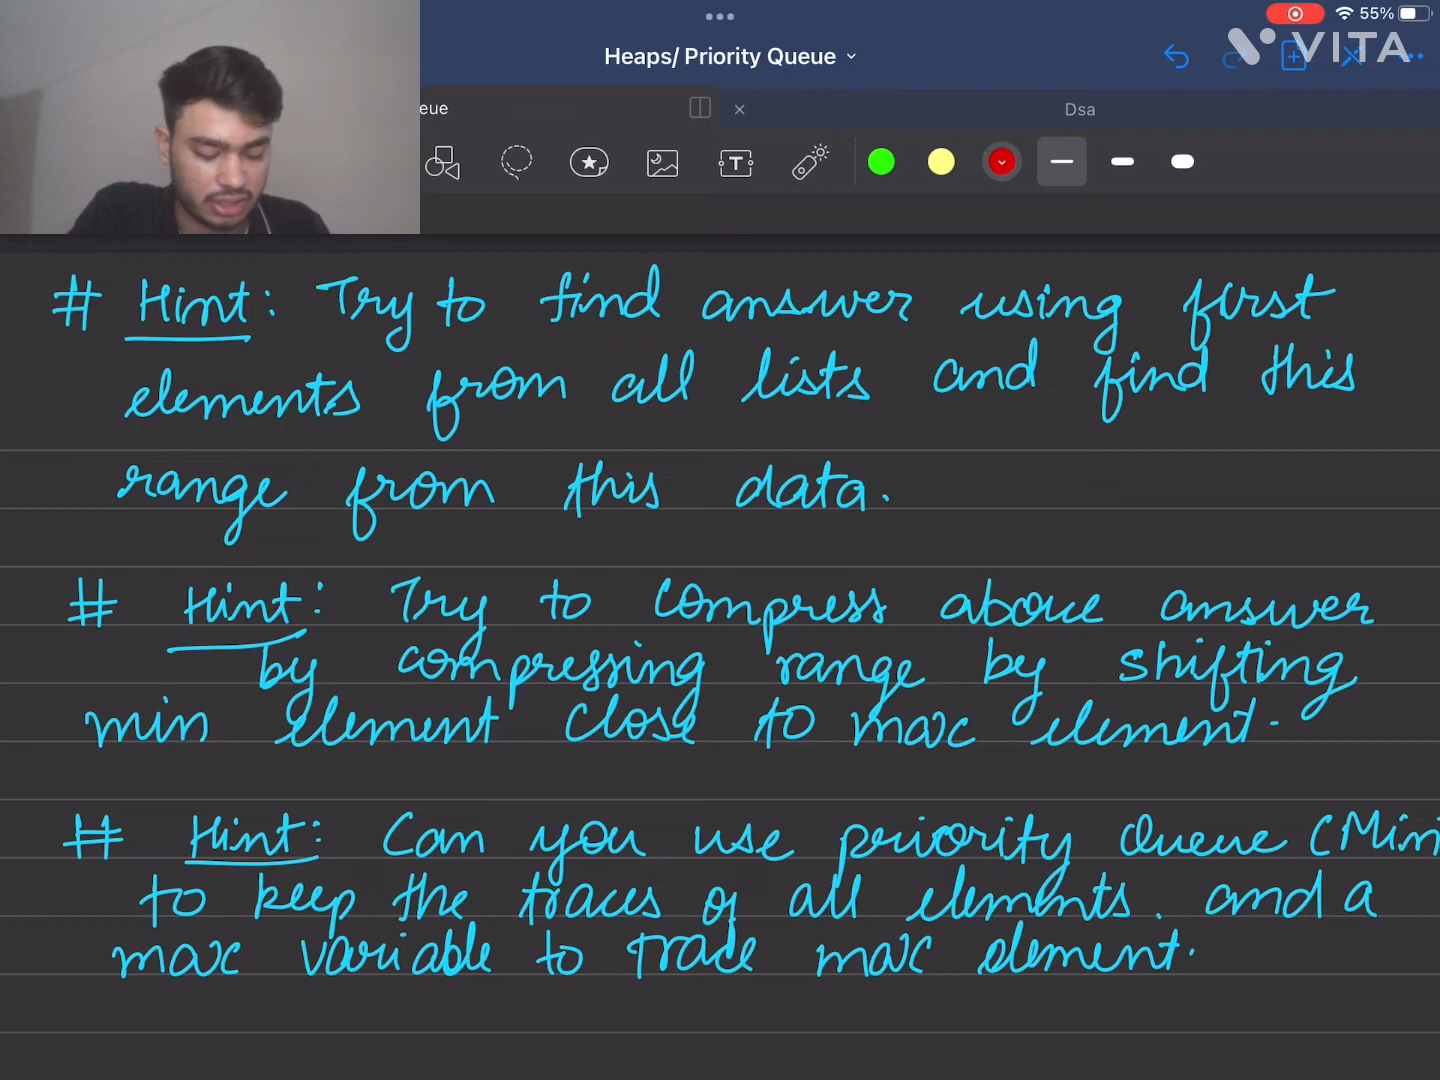 55%
VITA
Heaps/ Priority Queue
eue
Dsa
T
# Hint: Try to find answer using first
elements from all lists and find this
range from this data.
# Hint: Try to compress above answer
by compressing range by shifting
min element close to max element.
# Hint: Can you use priority Queue (Min
to keep the traces of all elements. and a
max variable to trace max element.